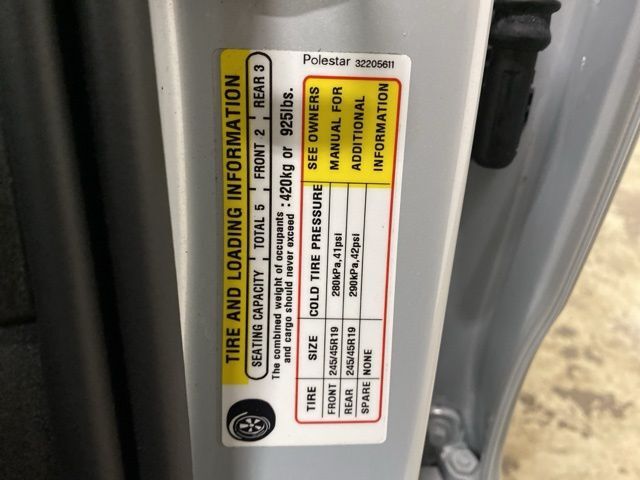 Polestar 32205611
TIRE AND LOADING INFORMATION
SEATING CAPACITY TOTAL 5 FRONT 2 REAR 3
The combined weight of occupants
and cargo should never exceed :420kg or 925lbs.
TIRE SIZE COLD TIRE PRESSURE
FRONT 245/45R19 280kPa,41psi
REAR 245/45R19 290kPa,42psi
SPARE NONE
SEE OWNERS
MANUAL FOR
ADDITIONAL
INFORMATION